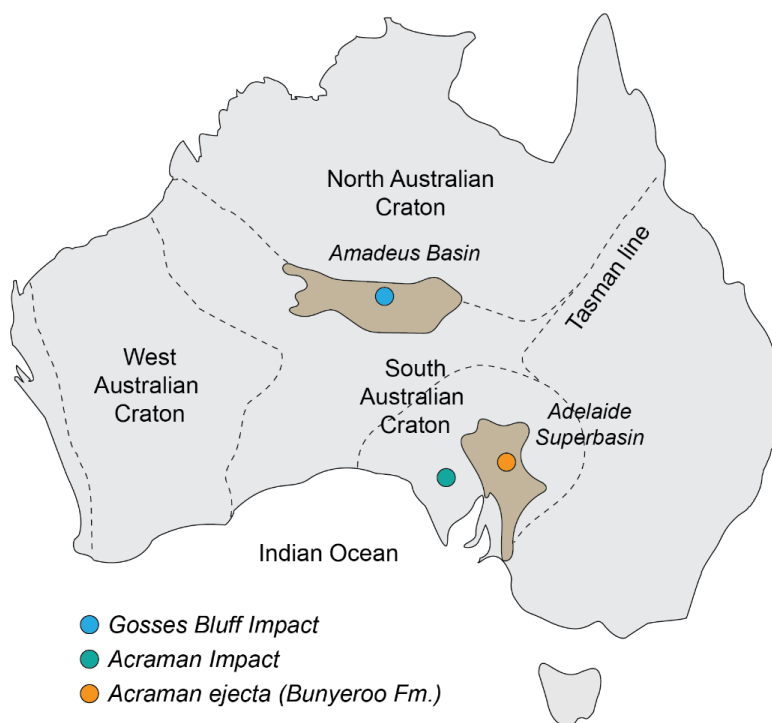 North Australian
Craton
Amadeus Basin
Tasman line
West
Australian
Craton
South
Australian
Craton
Adelaide
Superbasin
Indian Ocean
Gosses Bluff Impact
Acraman Impact
Acraman ejecta (Bunyeroo Fm.)